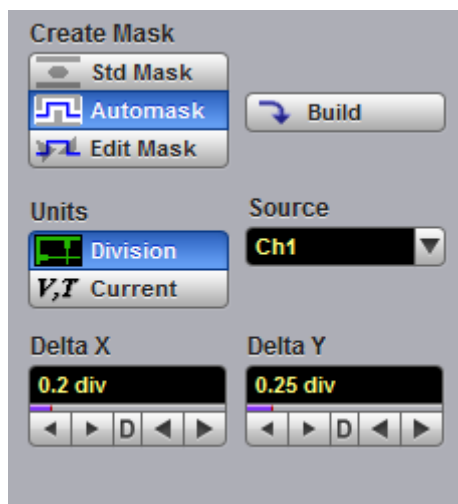 Create Mask
Std Mask
Automask
Build
Edit Mask
Units
Source
Division
Ch1
V,T Current
Delta X
Delta Y
0.2 div
0.25 div
D
D